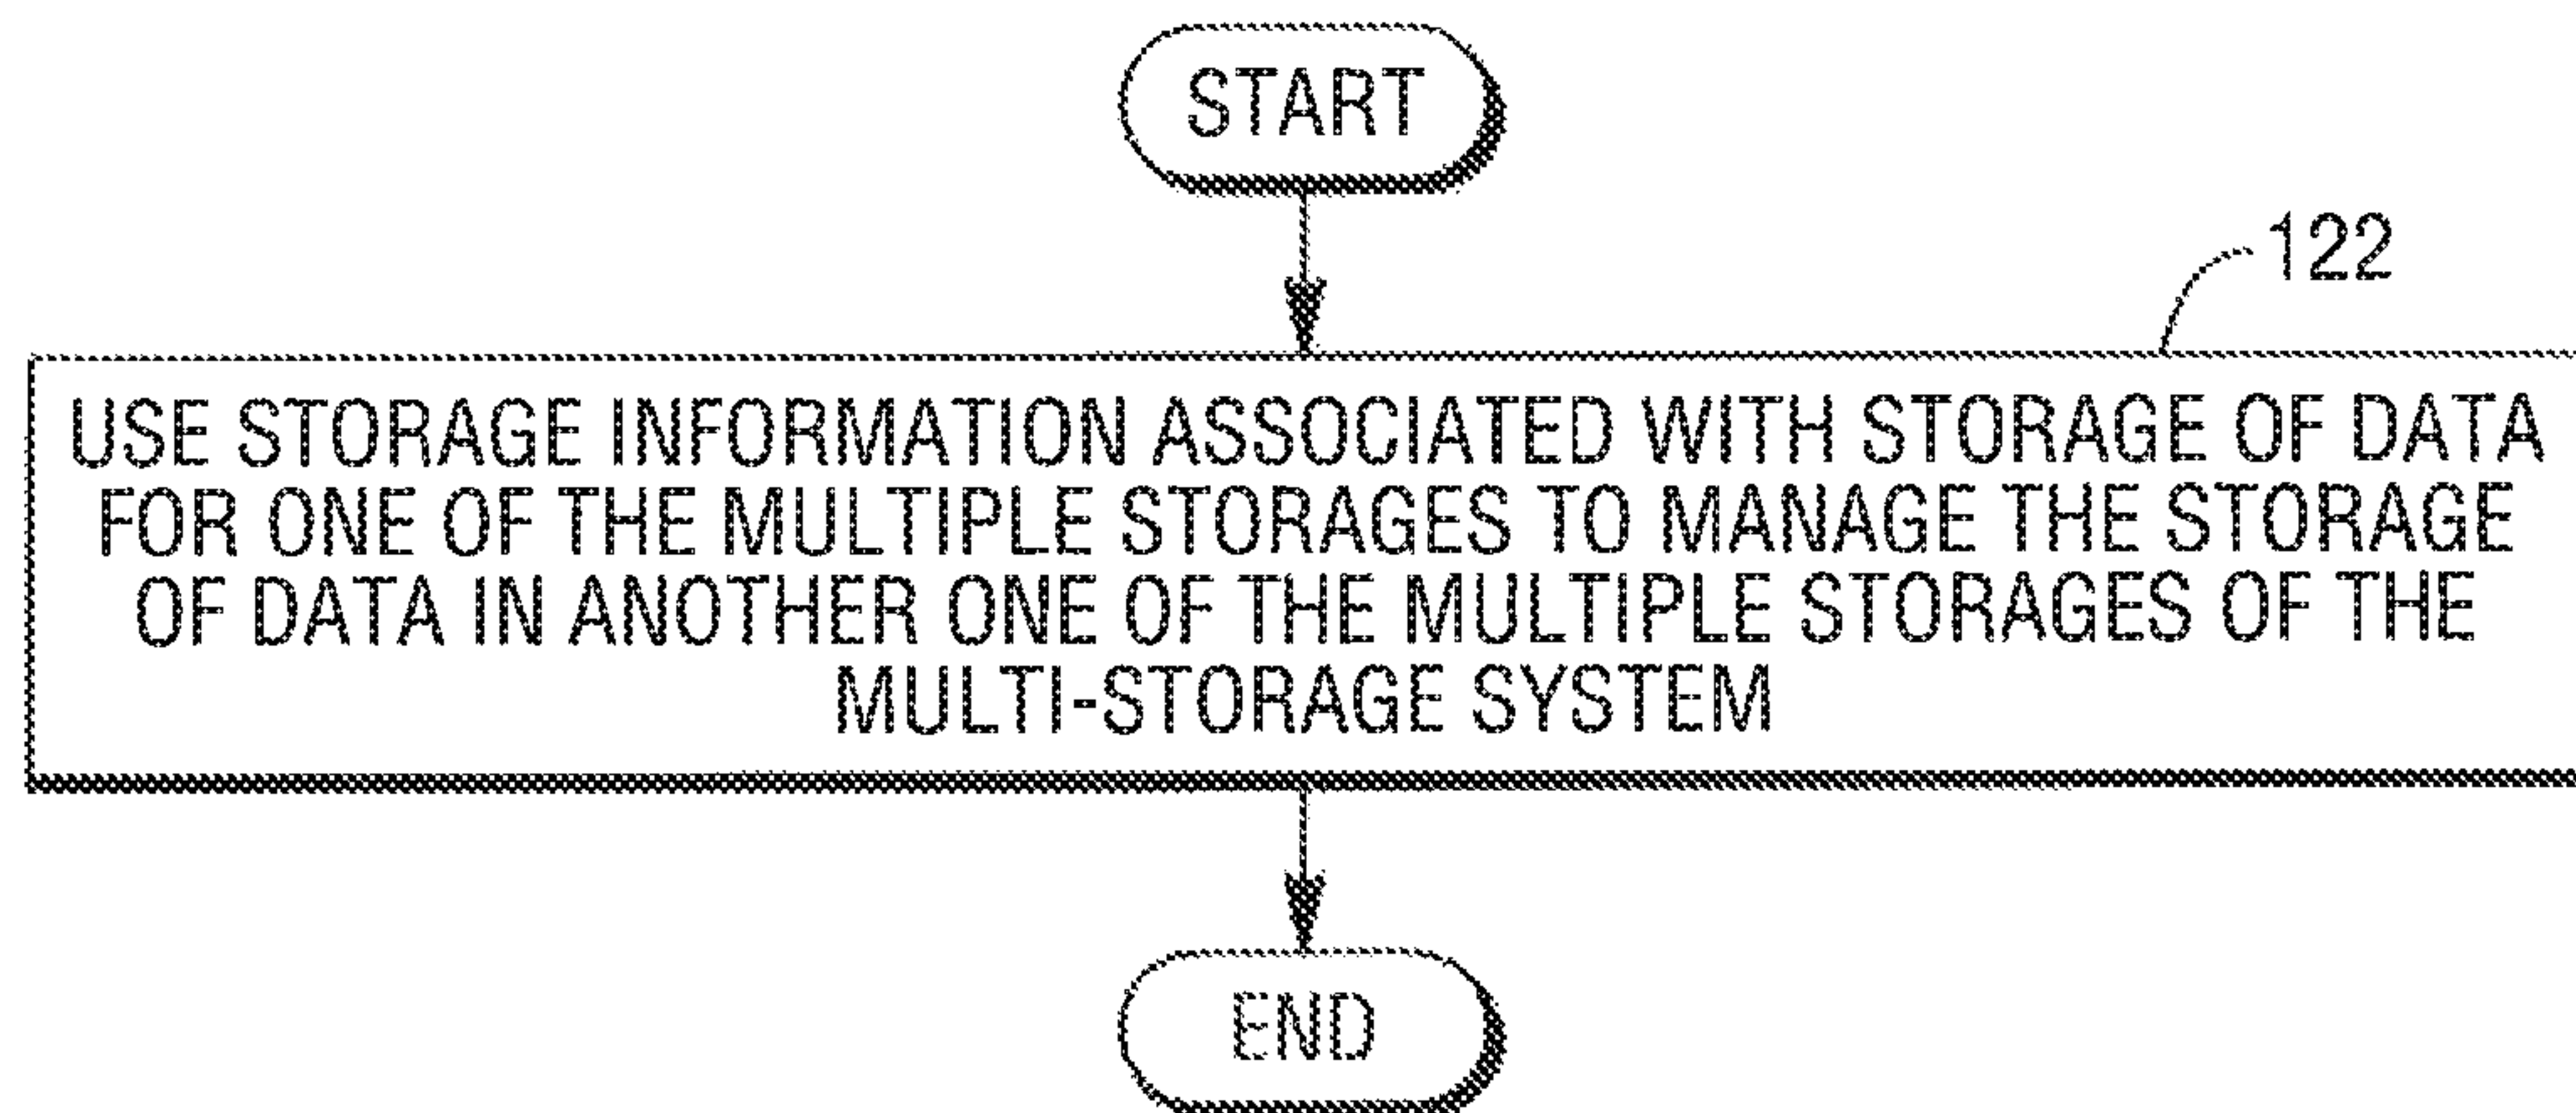 START
122
USE STORAGE INFORMATION ASSOCIATED WITH STORAGE OF DATA
FOR ONE OF THE MULTIPLE STORAGES TO MANAGE THE STORAGE
OF DATA IN ANOTHER ONE OF THE MULTIPLE STORAGES OF THE
MULTI-STORAGE SYSTEM
END